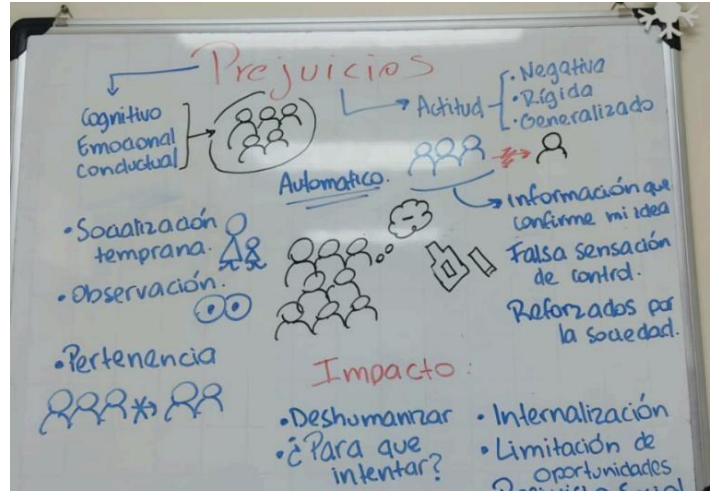 Prejuicios
Cognitivo
Emocional
Conductual
Actitud
• Negativa
• Rígida
• Generalizado
Automatico.
• Socialización
temprana.
• Observación.
• Pertenencia
Información que
confirme mi idea
Falsa sensación
de control.
Reforzados por
la sociedad.
Impacto:
• Deshumanizar
• ¿Para que
intentar?
• Internalización
• Limitación de
oportunidades